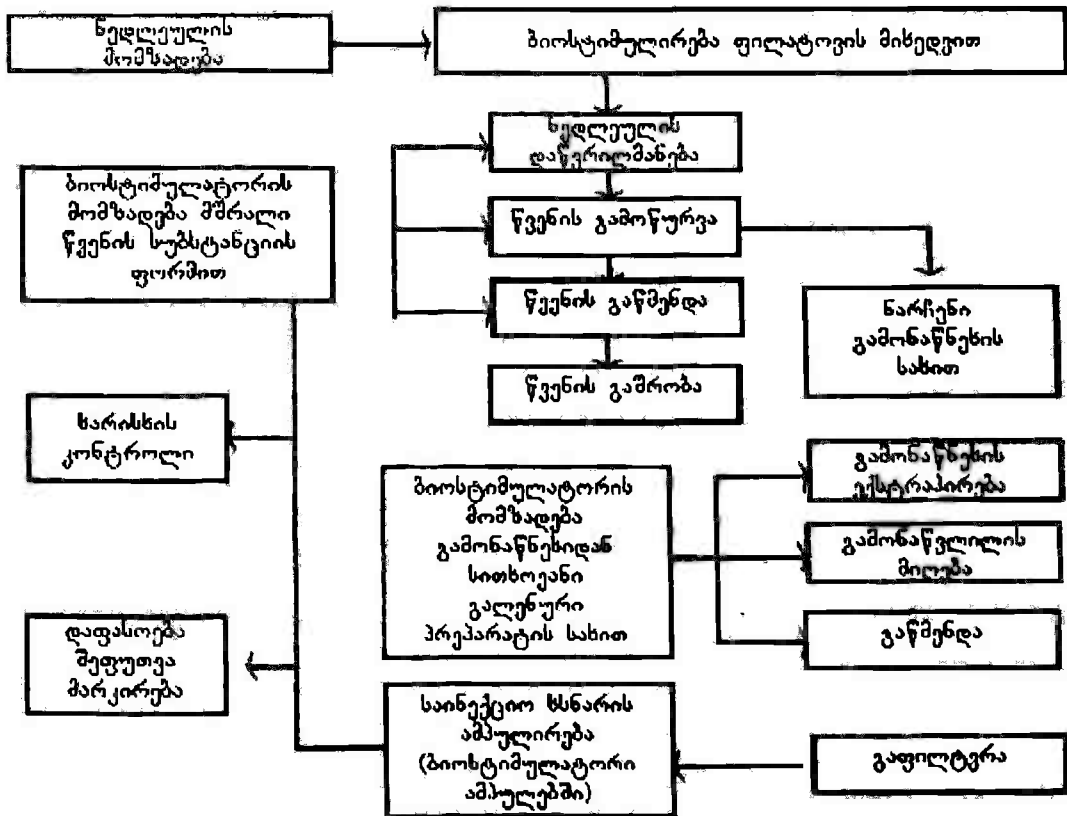 ნედლეულის
მომზადება
ბიოსტიმულირება ფილატოვის მიხედვით
ნედლეულის
დაწვრილმანება
ბიოსტიმულატორის
მომზადება მშრალი
წვენის სუბსტანციის
ფორმით
წვენის გამოწურვა
წვენის გაწმენდა
ნარჩენი
გამონაწნეხის
სახით
წვენის გაშრობა
ხარისხის
კონტროლი
ბიოსტიმულატორის
მომზადება
გამონაწნეხიდან
სითხოვანი
გალენური
პრეპარატის სახით
გამონაწნეხის
ექსტრაჰირება
გამონაწვლილის
მიღება
გაწმენდა
დაფასოება
შეფუთვა
მარკირება
საინექციო ხსნარის
ამპულირება
(ბიოსტიმულატორი
ამპულებში)
გაფილტვრა